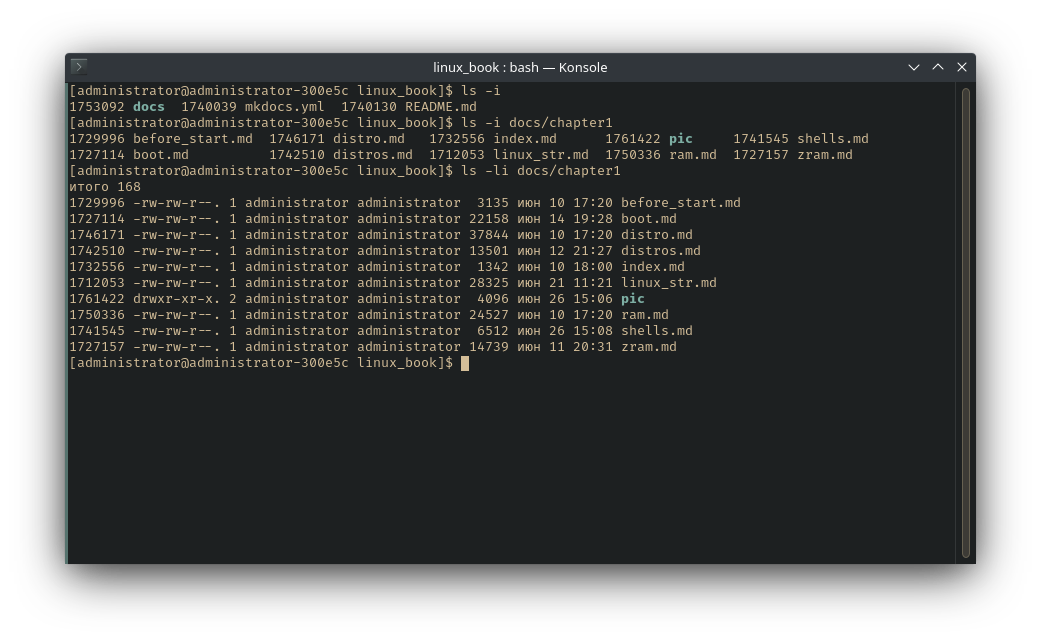 linux_book : bash — Konsole
[administrator@administrator-300e5c linux_book]$ ls -i
1753092 docs  1740039 mkdocs.yml  1740130 README.md
[administrator@administrator-300e5c linux_book]$ ls -i docs/chapter1
1729996 before_start.md  1746171 distro.md   1732556 index.md      1761422 pic     1741545 shells.md
1727114 boot.md          1742510 distros.md  1712053 linux_str.md  1750336 ram.md  1727157 zram.md
[administrator@administrator-300e5c linux_book]$ ls -li docs/chapter1
итого 168
1729996 -rw-rw-r--. 1 administrator administrator  3135 июн 10 17:20 before_start.md
1727114 -rw-rw-r--. 1 administrator administrator 22158 июн 14 19:28 boot.md
1746171 -rw-rw-r--. 1 administrator administrator 37844 июн 10 17:20 distro.md
1742510 -rw-rw-r--. 1 administrator administrator 13501 июн 12 21:27 distros.md
1732556 -rw-rw-r--. 1 administrator administrator  1342 июн 10 18:00 index.md
1712053 -rw-rw-r--. 1 administrator administrator 28325 июн 21 11:21 linux_str.md
1761422 drwxr-xr-x. 2 administrator administrator  4096 июн 26 15:06 pic
1750336 -rw-rw-r--. 1 administrator administrator 24527 июн 10 17:20 ram.md
1741545 -rw-rw-r--. 1 administrator administrator  6512 июн 26 15:08 shells.md
1727157 -rw-rw-r--. 1 administrator administrator 14739 июн 11 20:31 zram.md
[administrator@administrator-300e5c linux_book]$